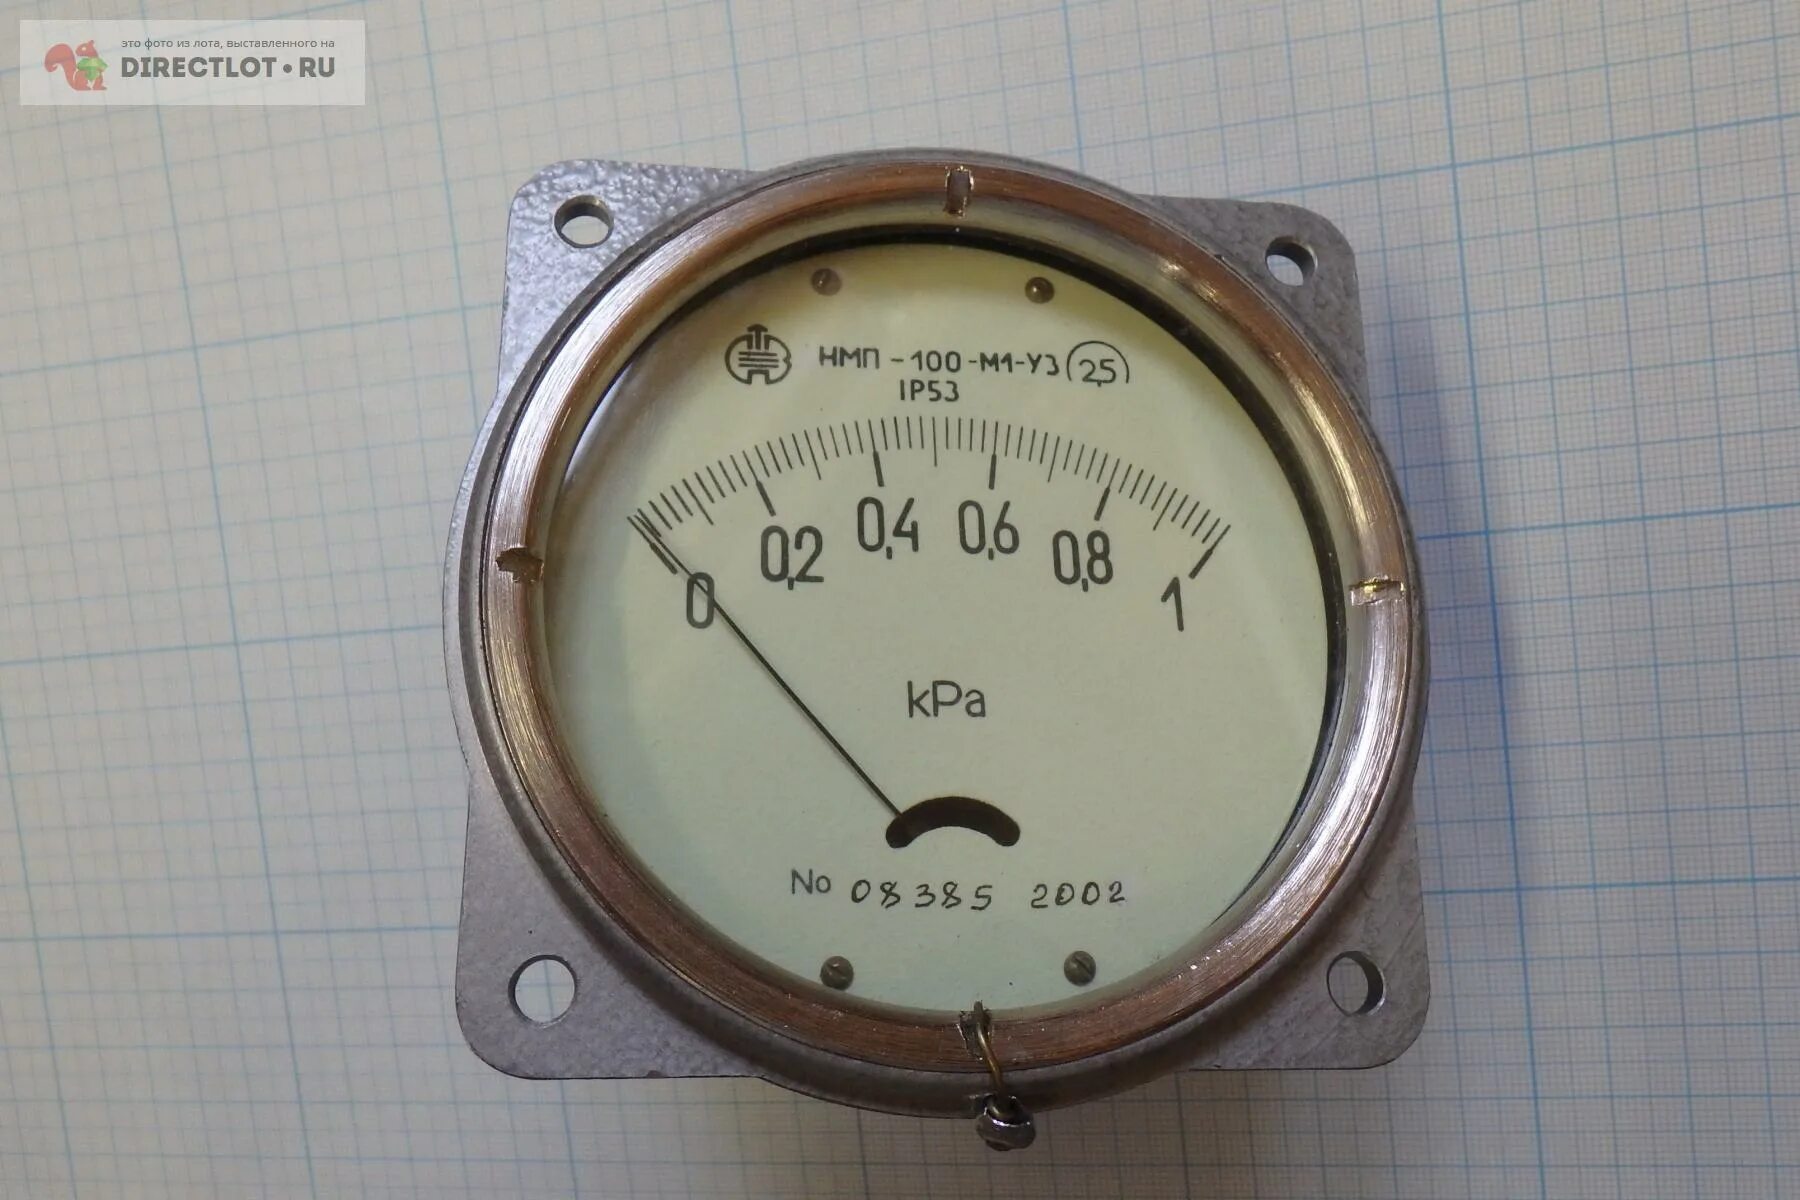 это фото из лота, выставленного на
DIRECTLOT.RU
НМП-100-М1-У3 2,5
IP53
0 0,2 0,4 0,6 0,8 1
kPa
No 08385 2002